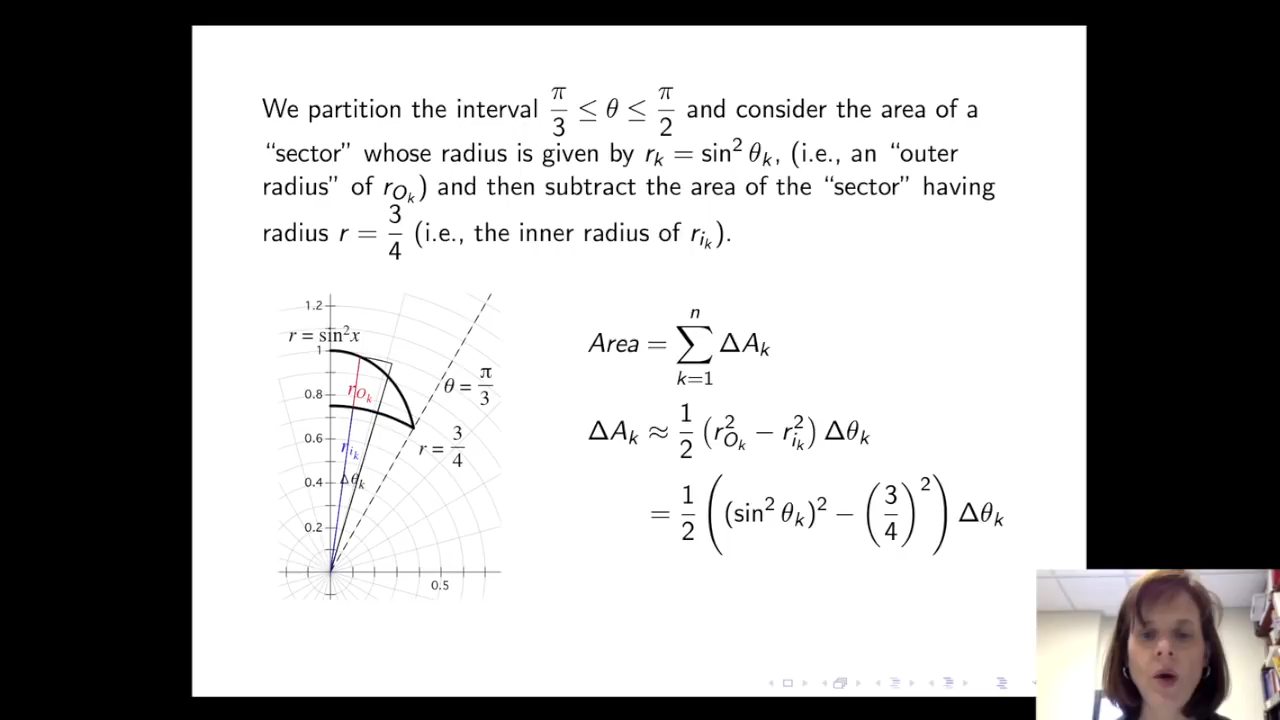 We partition the interval π/3 ≤ θ ≤ π/2 and consider the area of a
“sector” whose radius is given by r_k = sin² θ_k, (i.e., an “outer
radius” of r_{O_k}) and then subtract the area of the “sector” having
radius r = 3/4 (i.e., the inner radius of r_{i_k}).
1.2
r = sin²x
1
0.8
0.6
0.4
0.2
0.5
r_{O_k}
r_{i_k}
Δθ_k
θ = π/3
r = 3/4
Area = ∑_{k=1}^{n} ΔA_k
ΔA_k ≈ 1/2 (r²_{O_k} − r²_{i_k}) Δθ_k
= 1/2 ((sin² θ_k)² − (3/4)²) Δθ_k